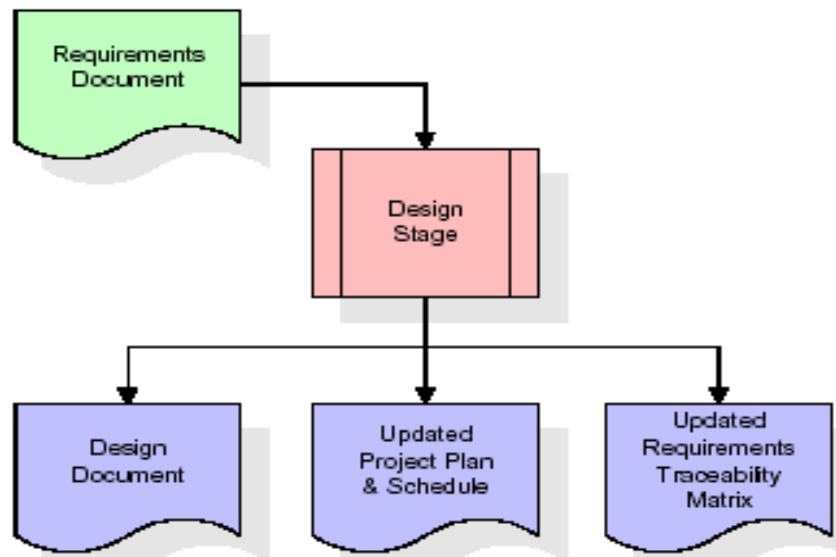 Requirements
Document
Design
Stage
Design
Document
Updated
Project Plan
& Schedule
Updated
Requirements
Traceability
Matrix